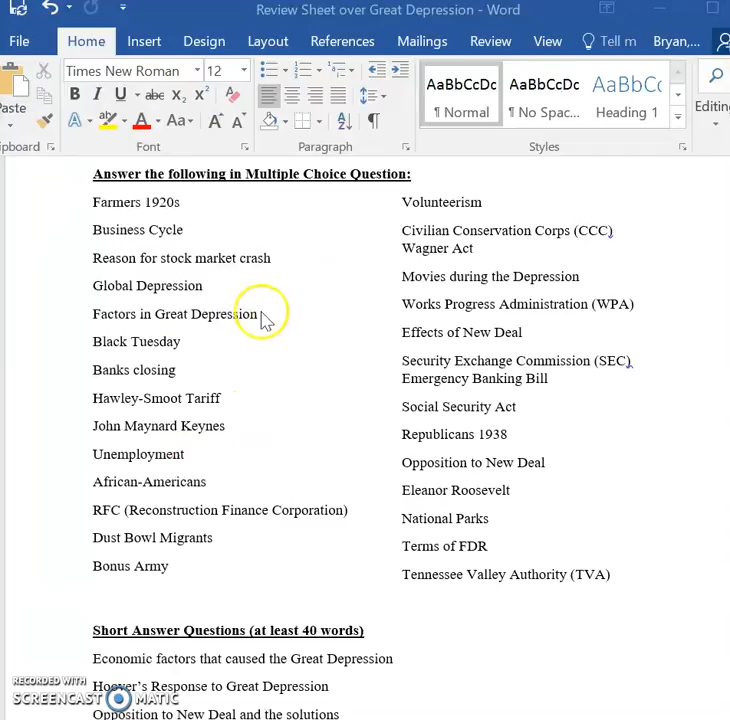 Review Sheet over Great Depression - Word
File Home Insert Design Layout References Mailings Review View Tell m Bryan,...
Times New Roman 12
AaBbCcDc AaBbCcDc AaBbCc
Paste
B I U abc X₂ X² 
¶ Normal ¶ No Spac... Heading 1
Editing
A A Aa A A
Clipboard Font Paragraph Styles
Answer the following in Multiple Choice Question:
Farmers 1920s
Business Cycle
Reason for stock market crash
Global Depression
Factors in Great Depression
Black Tuesday
Banks closing
Hawley-Smoot Tariff
John Maynard Keynes
Unemployment
African-Americans
RFC (Reconstruction Finance Corporation)
Dust Bowl Migrants
Bonus Army
Volunteerism
Civilian Conservation Corps (CCC)
Wagner Act
Movies during the Depression
Works Progress Administration (WPA)
Effects of New Deal
Security Exchange Commission (SEC)
Emergency Banking Bill
Social Security Act
Republicans 1938
Opposition to New Deal
Eleanor Roosevelt
National Parks
Terms of FDR
Tennessee Valley Authority (TVA)
Short Answer Questions (at least 40 words)
Economic factors that caused the Great Depression
Hoover's Response to Great Depression
Opposition to New Deal and the solutions
RECORDED WITH
SCREENCAST MATIC